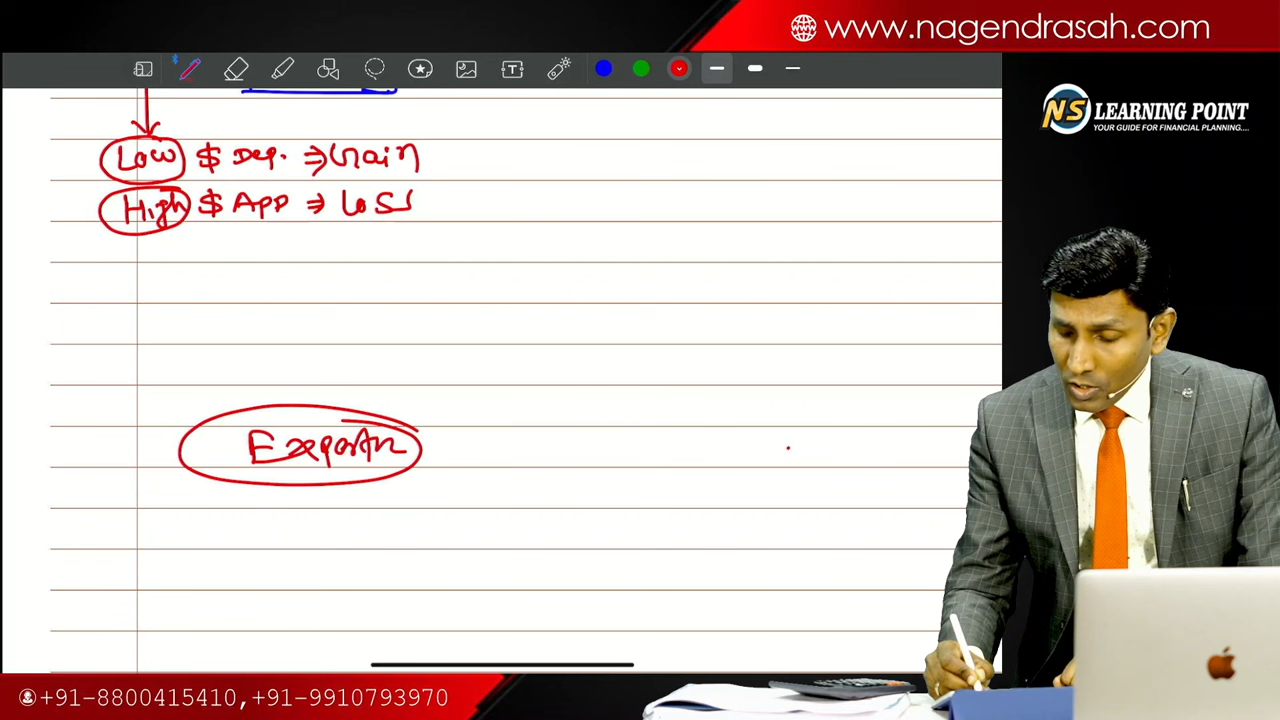 www.nagendrasah.com
NS LEARNING POINT
YOUR GUIDE FOR FINANCIAL PLANNING....
Low $ Dep. ⇒ Gain
High $ App ⇒ Loss
Exporter
+91-8800415410,+91-9910793970